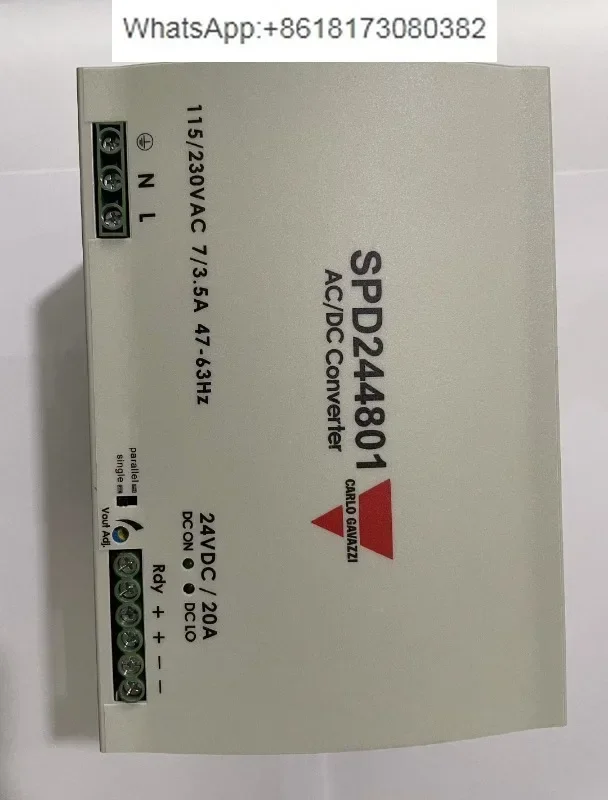 WhatsApp:+8618173080382
SPD244801
AC/DC Converter
CARLO GAVAZZI
115/230VAC 7/3.5A 47-63Hz
N
L
24VDC / 20A
DC ON
DC LO
parallel
single
Vout Adj.
Rdy + + − −